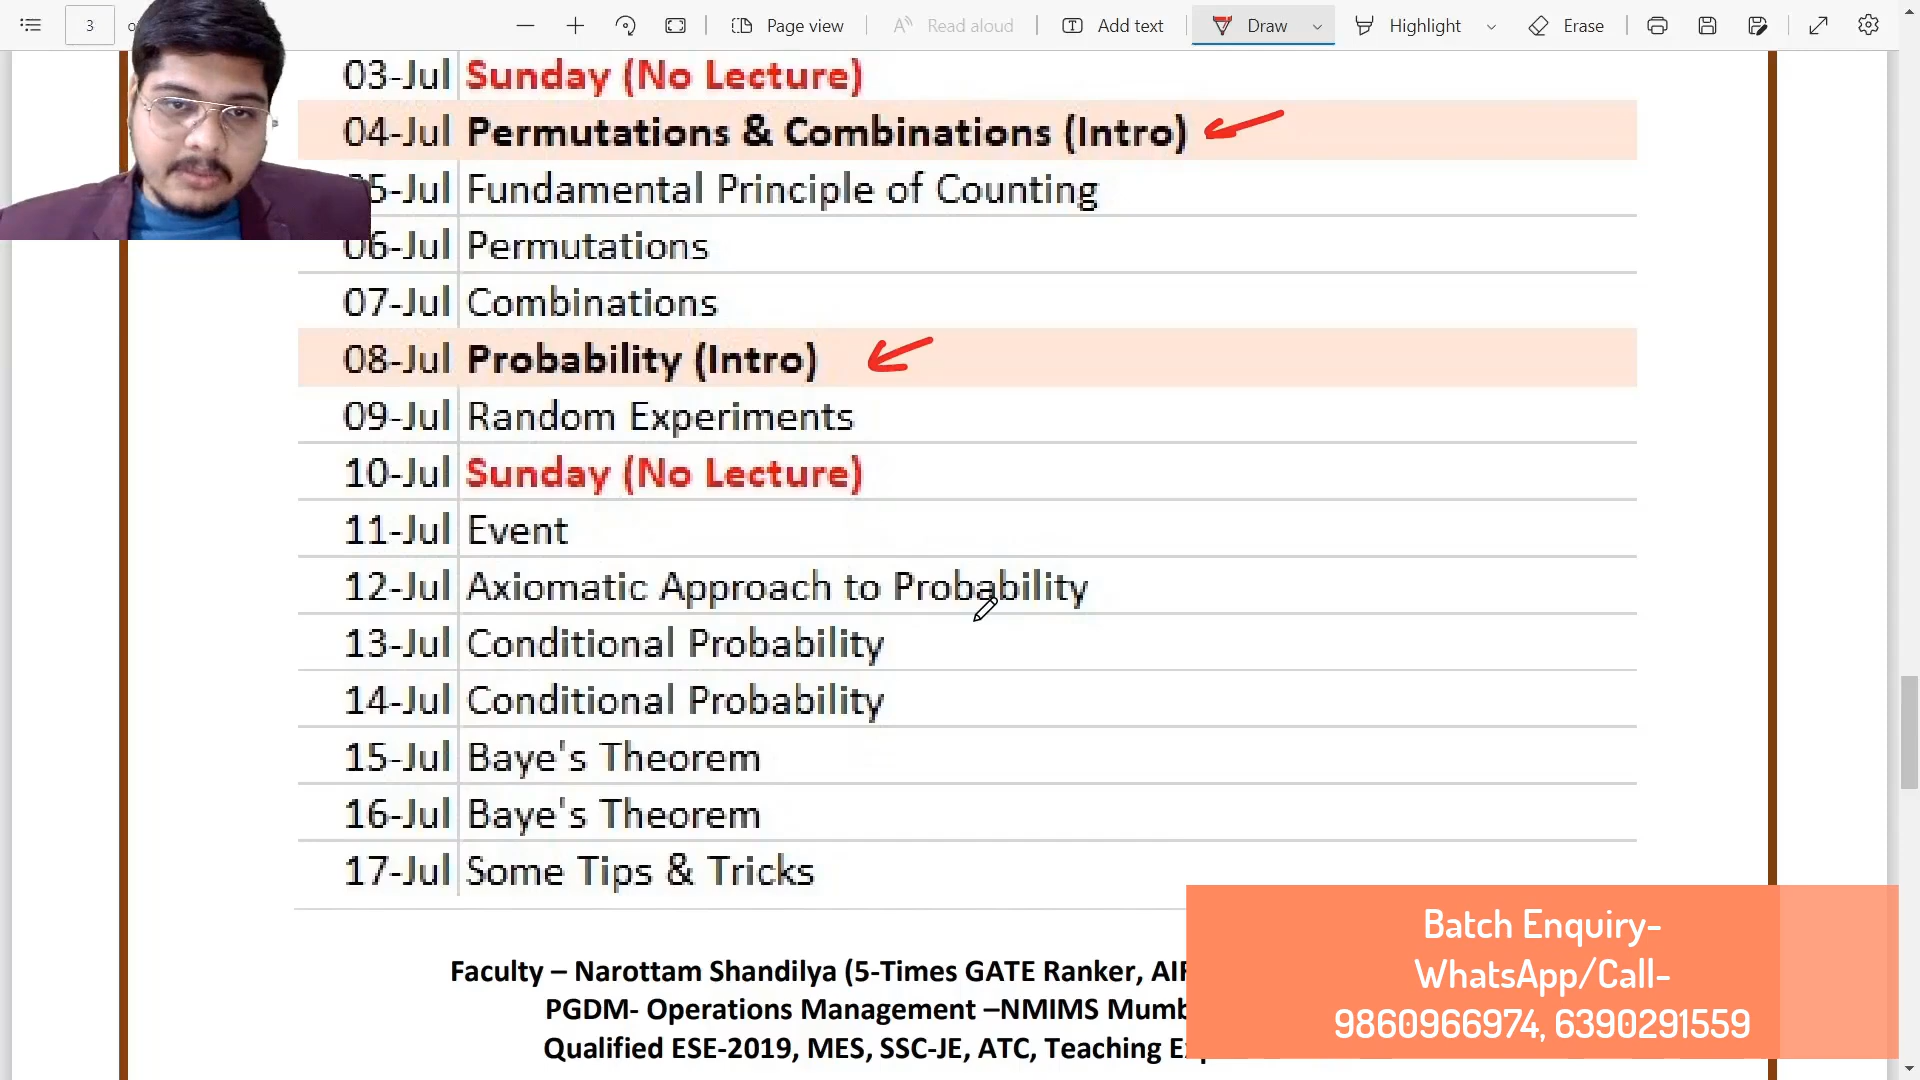 3
Page view
Read aloud
Add text
Draw
Highlight
Erase
03-Jul Sunday (No Lecture)
04-Jul Permutations & Combinations (Intro)
05-Jul Fundamental Principle of Counting
06-Jul Permutations
07-Jul Combinations
08-Jul Probability (Intro)
09-Jul Random Experiments
10-Jul Sunday (No Lecture)
11-Jul Event
12-Jul Axiomatic Approach to Probability
13-Jul Conditional Probability
14-Jul Conditional Probability
15-Jul Baye's Theorem
16-Jul Baye's Theorem
17-Jul Some Tips & Tricks
Faculty – Narottam Shandilya (5-Times GATE Ranker,
PGDM- Operations Management –NMIMS
Qualified ESE-2019, MES, SSC-JE, ATC, Teaching
Batch Enquiry-
WhatsApp/Call-
9860966974, 6390291559